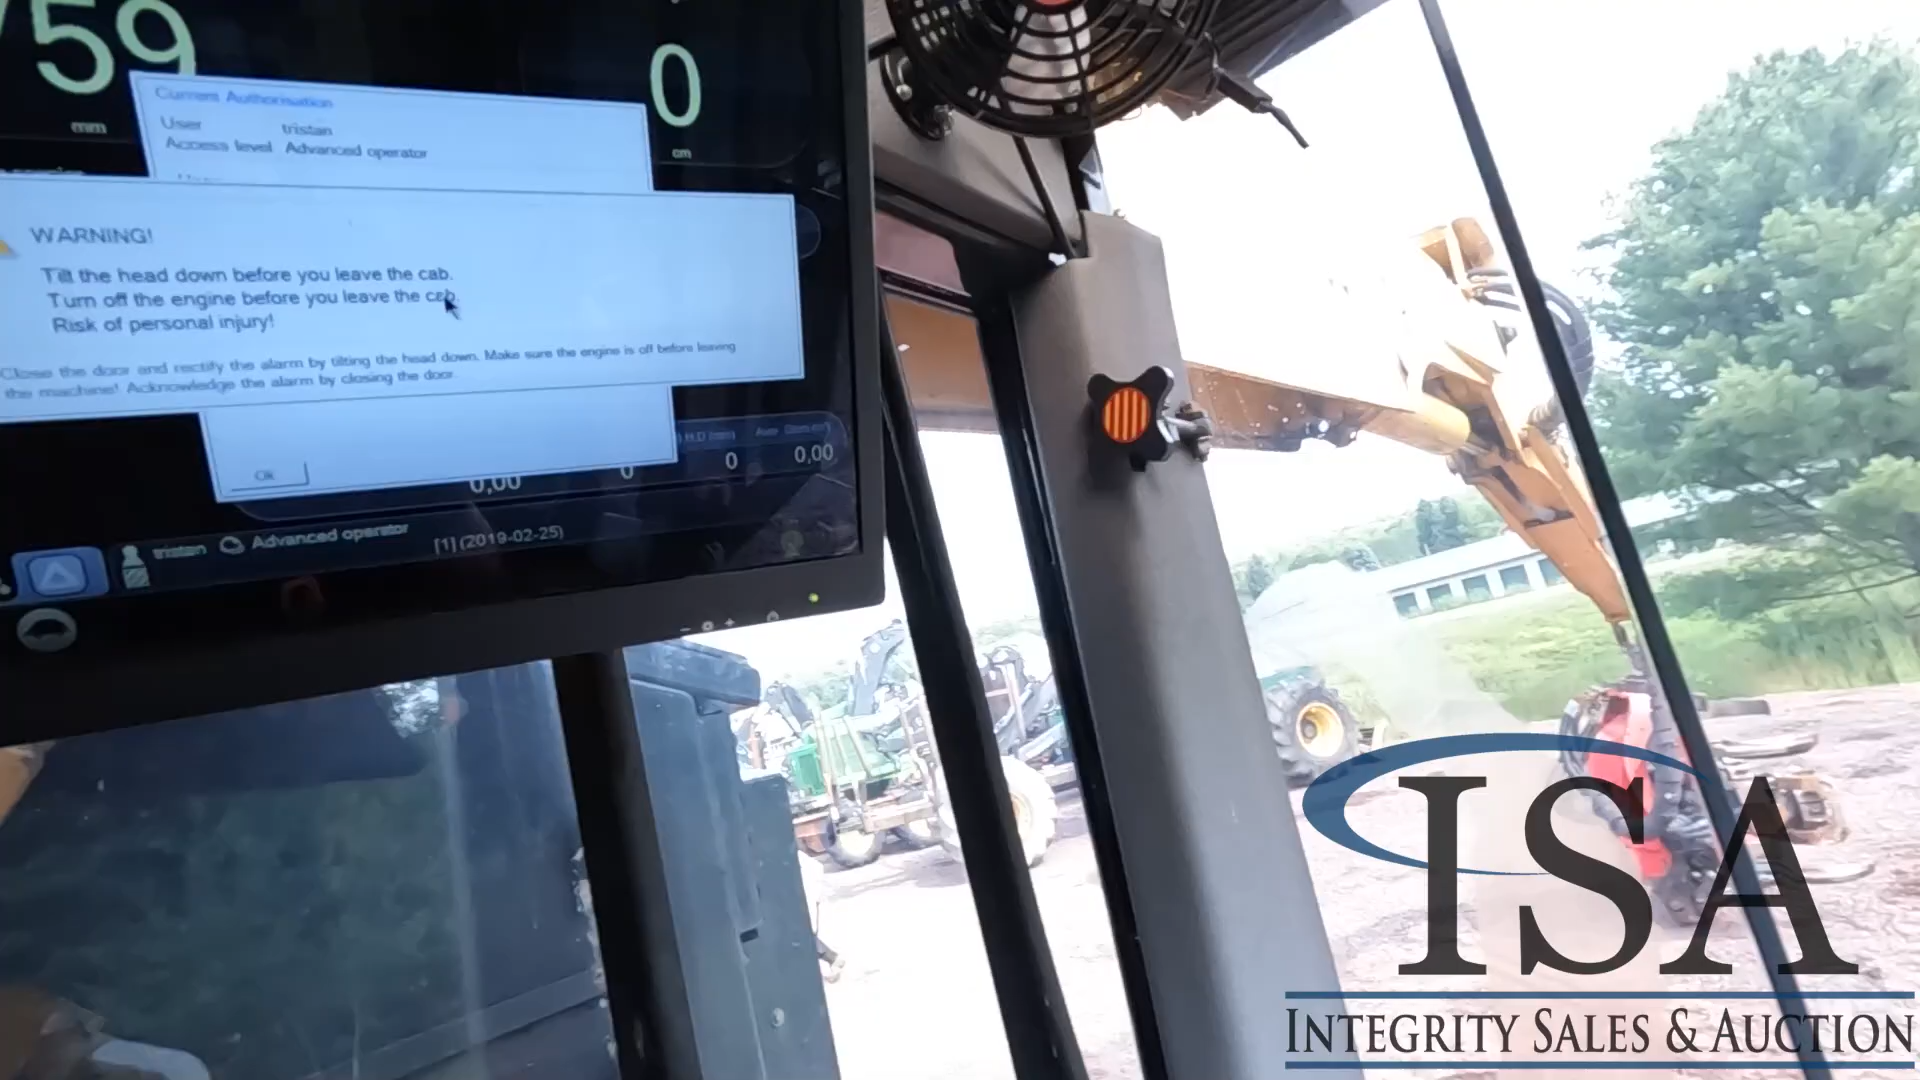 759
0
mm
cm
Current Authorisation
User tristan
Access level Advanced operator
WARNING!
Tilt the head down before you leave the cab.
Turn off the engine before you leave the cab.
Risk of personal injury!
Close the door and rectify the alarm by tilting the head down. Make sure the engine is off before leaving
the machine! Acknowledge the alarm by closing the door.
Ok
0,00 0 0 0,00
tristan Advanced operator [1] (2019-02-25)
ISA
INTEGRITY SALES & AUCTION